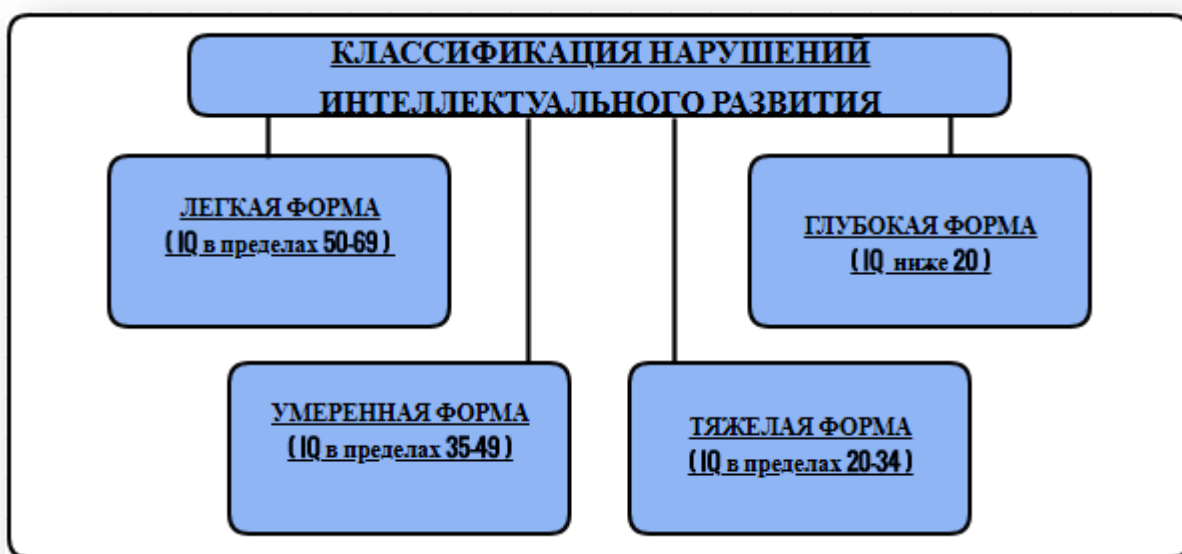 КЛАССИФИКАЦИЯ НАРУШЕНИЙ
ИНТЕЛЛЕКТУАЛЬНОГО РАЗВИТИЯ
ЛЕГКАЯ ФОРМА
( IQ в пределах 50-69 )
ГЛУБОКАЯ ФОРМА
( IQ ниже 20 )
УМЕРЕННАЯ ФОРМА
( IQ в пределах 35-49 )
ТЯЖЕЛАЯ ФОРМА
( IQ в пределах 20-34 )